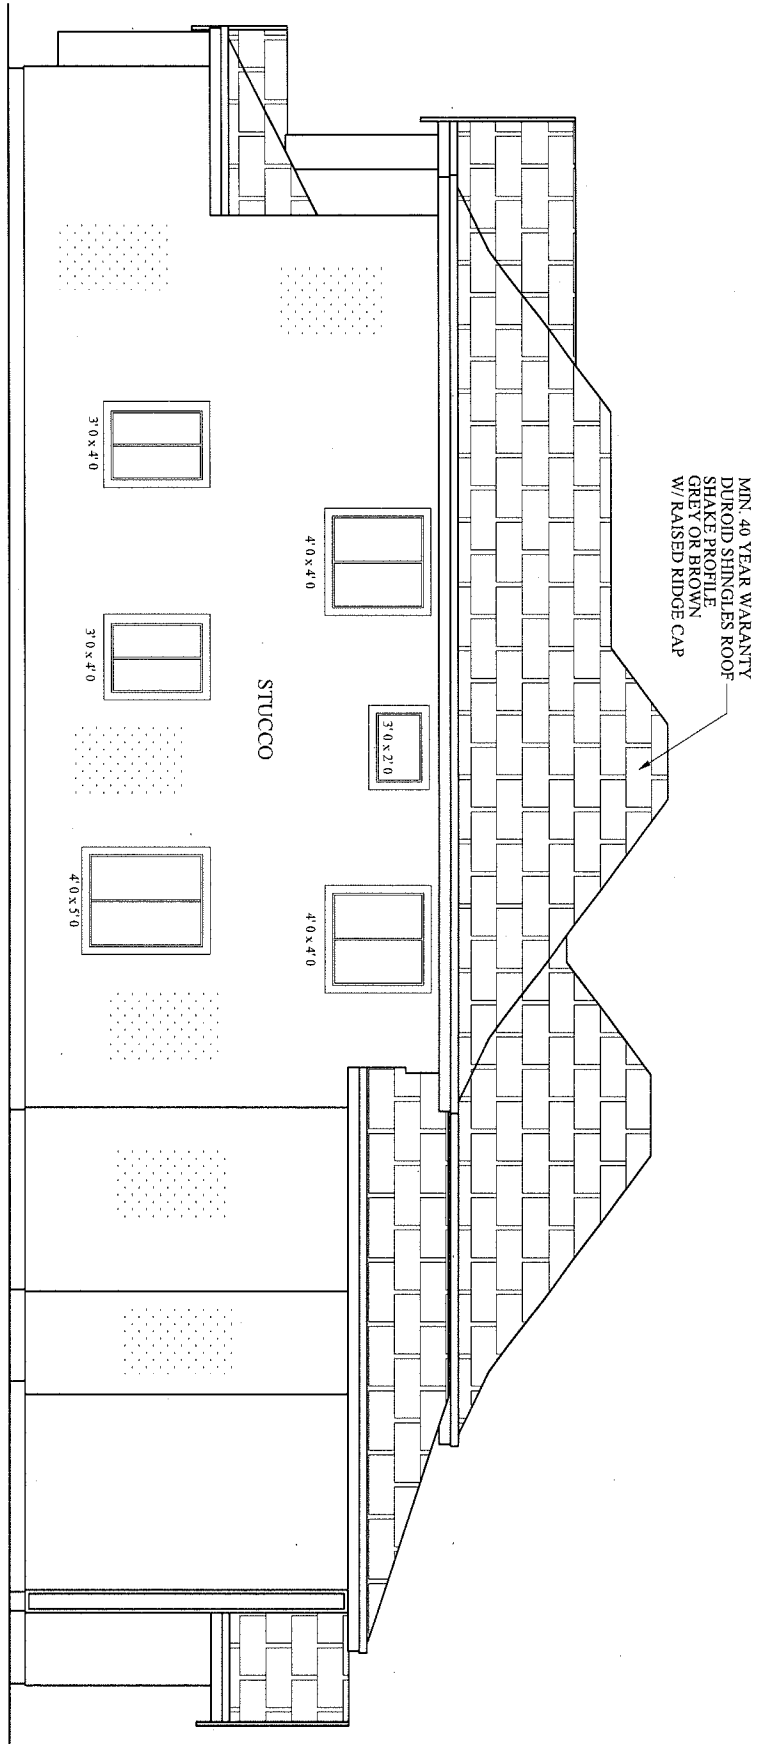 MIN. 40 YEAR WARANTY
DUROID SHINGLES ROOF
SHAKE PROFILE
GREY OR BROWN
W/ RAISED RIDGE CAP
4' 0 x 4' 0
3' 0 x 2' 0
4' 0 x 4' 0
STUCCO
3' 0 x 4' 0
3' 0 x 4' 0
4' 0 x 5' 0